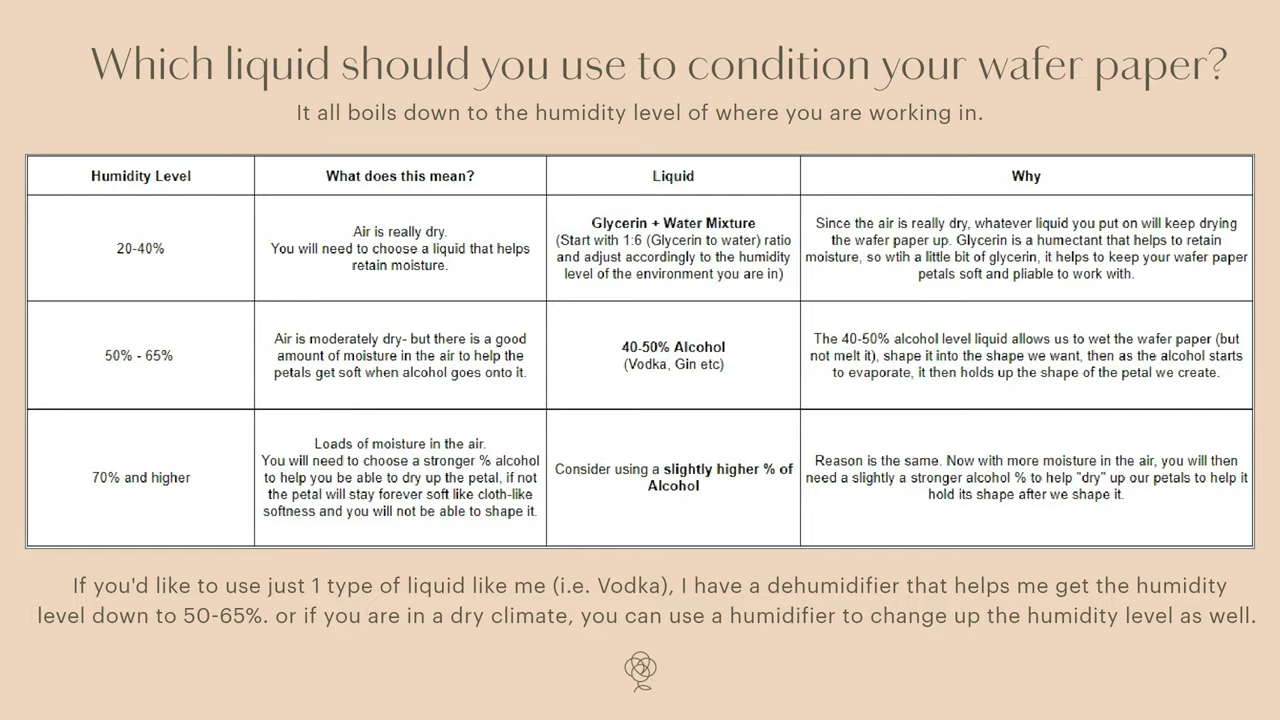 Which liquid should you use to condition your wafer paper?
It all boils down to the humidity level of where you are working in.
Humidity Level
What does this mean?
Liquid
Why
20-40%
Air is really dry.
You will need to choose a liquid that helps
retain moisture.
Glycerin + Water Mixture
(Start with 1:6 (Glycerin to water) ratio
and adjust accordingly to the humidity
level of the environment you are in)
Since the air is really dry, whatever liquid you put on will keep drying
the wafer paper up. Glycerin is a humectant that helps to retain
moisture, so wtih a little bit of glycerin, it helps to keep your wafer paper
petals soft and pliable to work with.
50% - 65%
Air is moderately dry- but there is a good
amount of moisture in the air to help the
petals get soft when alcohol goes onto it.
40-50% Alcohol
(Vodka, Gin etc)
The 40-50% alcohol level liquid allows us to wet the wafer paper (but
not melt it), shape it into the shape we want, then as the alcohol starts
to evaporate, it then holds up the shape of the petal we create.
70% and higher
Loads of moisture in the air.
You will need to choose a stronger % alcohol
to help you be able to dry up the petal, if not
the petal will stay forever soft like cloth-like
softness and you will not be able to shape it.
Consider using a slightly higher % of
Alcohol
Reason is the same. Now with more moisture in the air, you will then
need a slightly a stronger alcohol % to help "dry" up our petals to help it
hold its shape after we shape it.
If you'd like to use just 1 type of liquid like me (i.e. Vodka), I have a dehumidifier that helps me get the humidity
level down to 50-65%. or if you are in a dry climate, you can use a humidifier to change up the humidity level as well.